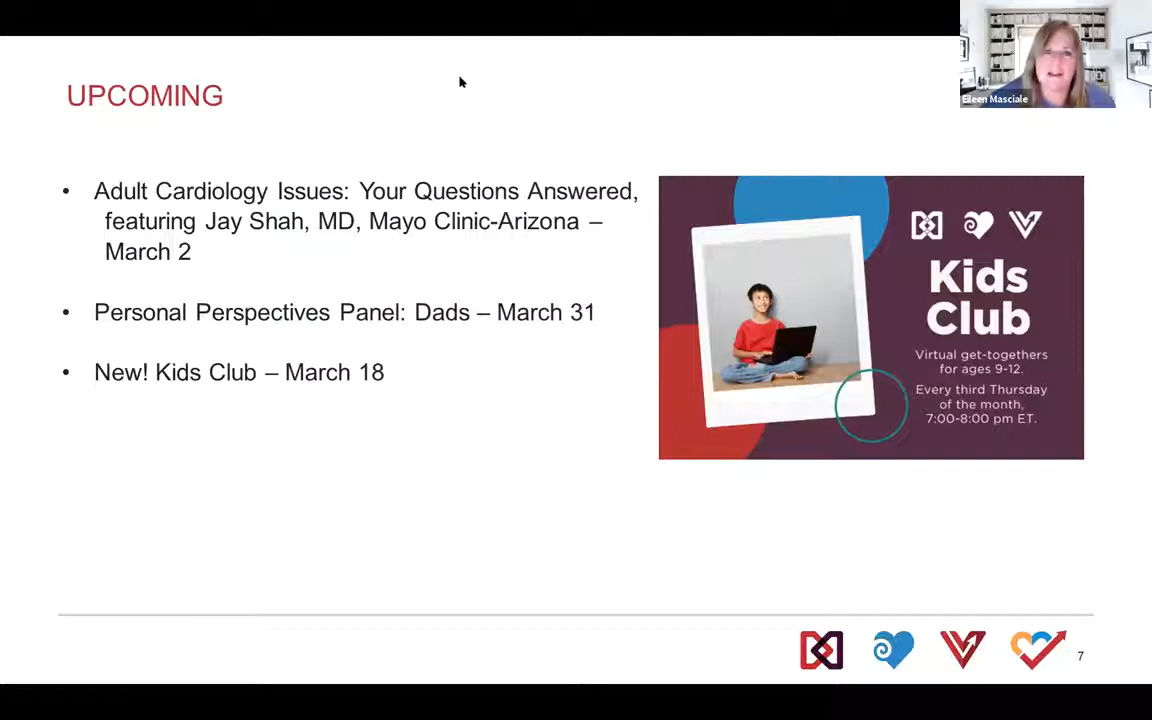 Eileen Masciale
UPCOMING
• Adult Cardiology Issues: Your Questions Answered,
featuring Jay Shah, MD, Mayo Clinic-Arizona –
March 2
• Personal Perspectives Panel: Dads – March 31
• New! Kids Club – March 18
Kids
Club
Virtual get-togethers
for ages 9-12.
Every third Thursday
of the month,
7:00-8:00 pm ET.
7